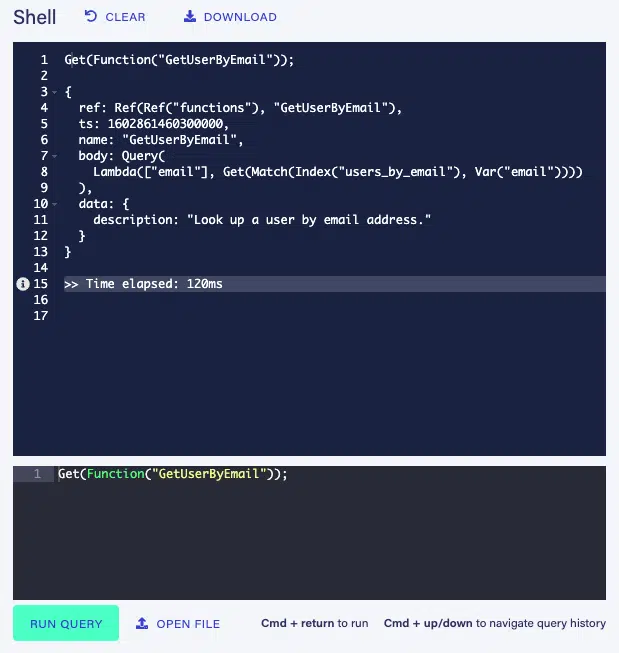 Shell CLEAR DOWNLOAD
1 Get(Function("GetUserByEmail"));
2
3 {
4 ref: Ref(Ref("functions"), "GetUserByEmail"),
5 ts: 1602861460300000,
6 name: "GetUserByEmail",
7 body: Query(
8 Lambda(["email"], Get(Match(Index("users_by_email"), Var("email"))))
9 ),
10 data: {
11 description: "Look up a user by email address."
12 }
13 }
14
15 >> Time elapsed: 120ms
16
17
1 Get(Function("GetUserByEmail"));
RUN QUERY OPEN FILE Cmd + return to run Cmd + up/down to navigate query history